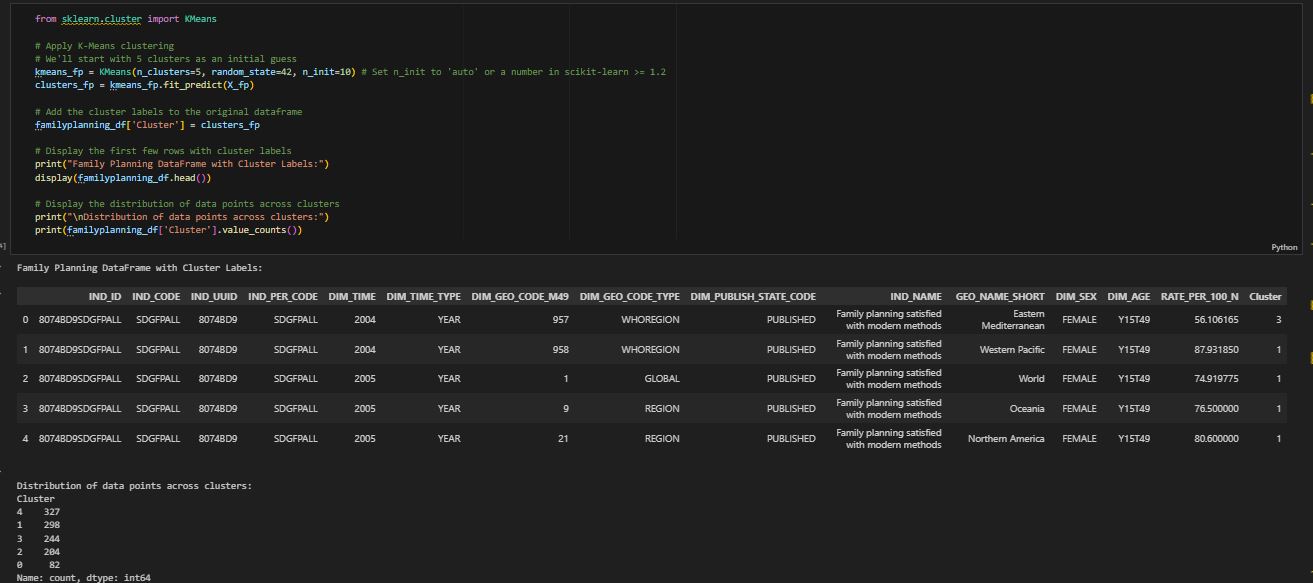 from sklearn.cluster import KMeans
# Apply K-Means clustering
# We'll start with 5 clusters as an initial guess
kmeans_fp = KMeans(n_clusters=5, random_state=42, n_init=10) # Set n_init to 'auto' or a number in scikit-learn >= 1.2
clusters_fp = kmeans_fp.fit_predict(X_fp)
# Add the cluster labels to the original dataframe
familyplanning_df['Cluster'] = clusters_fp
# Display the first few rows with cluster labels
print("Family Planning DataFrame with Cluster Labels:")
display(familyplanning_df.head())
# Display the distribution of data points across clusters
print("\nDistribution of data points across clusters:")
print(familyplanning_df['Cluster'].value_counts())
Python
Family Planning DataFrame with Cluster Labels:
IND_ID IND_CODE IND_UUID IND_PER_CODE DIM_TIME DIM_TIME_TYPE DIM_GEO_CODE_M49 DIM_GEO_CODE_TYPE DIM_PUBLISH_STATE_CODE IND_NAME GEO_NAME_SHORT DIM_SEX DIM_AGE RATE_PER_100_N Cluster
0 8074BD9SDGFPALL SDGFPALL 8074BD9 SDGFPALL 2004 YEAR 957 WHOREGION PUBLISHED Family planning satisfied with modern methods Eastern Mediterranean FEMALE Y15T49 56.106165 3
1 8074BD9SDGFPALL SDGFPALL 8074BD9 SDGFPALL 2004 YEAR 958 WHOREGION PUBLISHED Family planning satisfied with modern methods Western Pacific FEMALE Y15T49 87.931850 1
2 8074BD9SDGFPALL SDGFPALL 8074BD9 SDGFPALL 2005 YEAR 1 GLOBAL PUBLISHED Family planning satisfied with modern methods World FEMALE Y15T49 74.919775 1
3 8074BD9SDGFPALL SDGFPALL 8074BD9 SDGFPALL 2005 YEAR 9 REGION PUBLISHED Family planning satisfied with modern methods Oceania FEMALE Y15T49 76.500000 1
4 8074BD9SDGFPALL SDGFPALL 8074BD9 SDGFPALL 2005 YEAR 21 REGION PUBLISHED Family planning satisfied with modern methods Northern America FEMALE Y15T49 80.600000 1
Distribution of data points across clusters:
Cluster
4 327
1 298
3 244
2 204
0 82
Name: count, dtype: int64